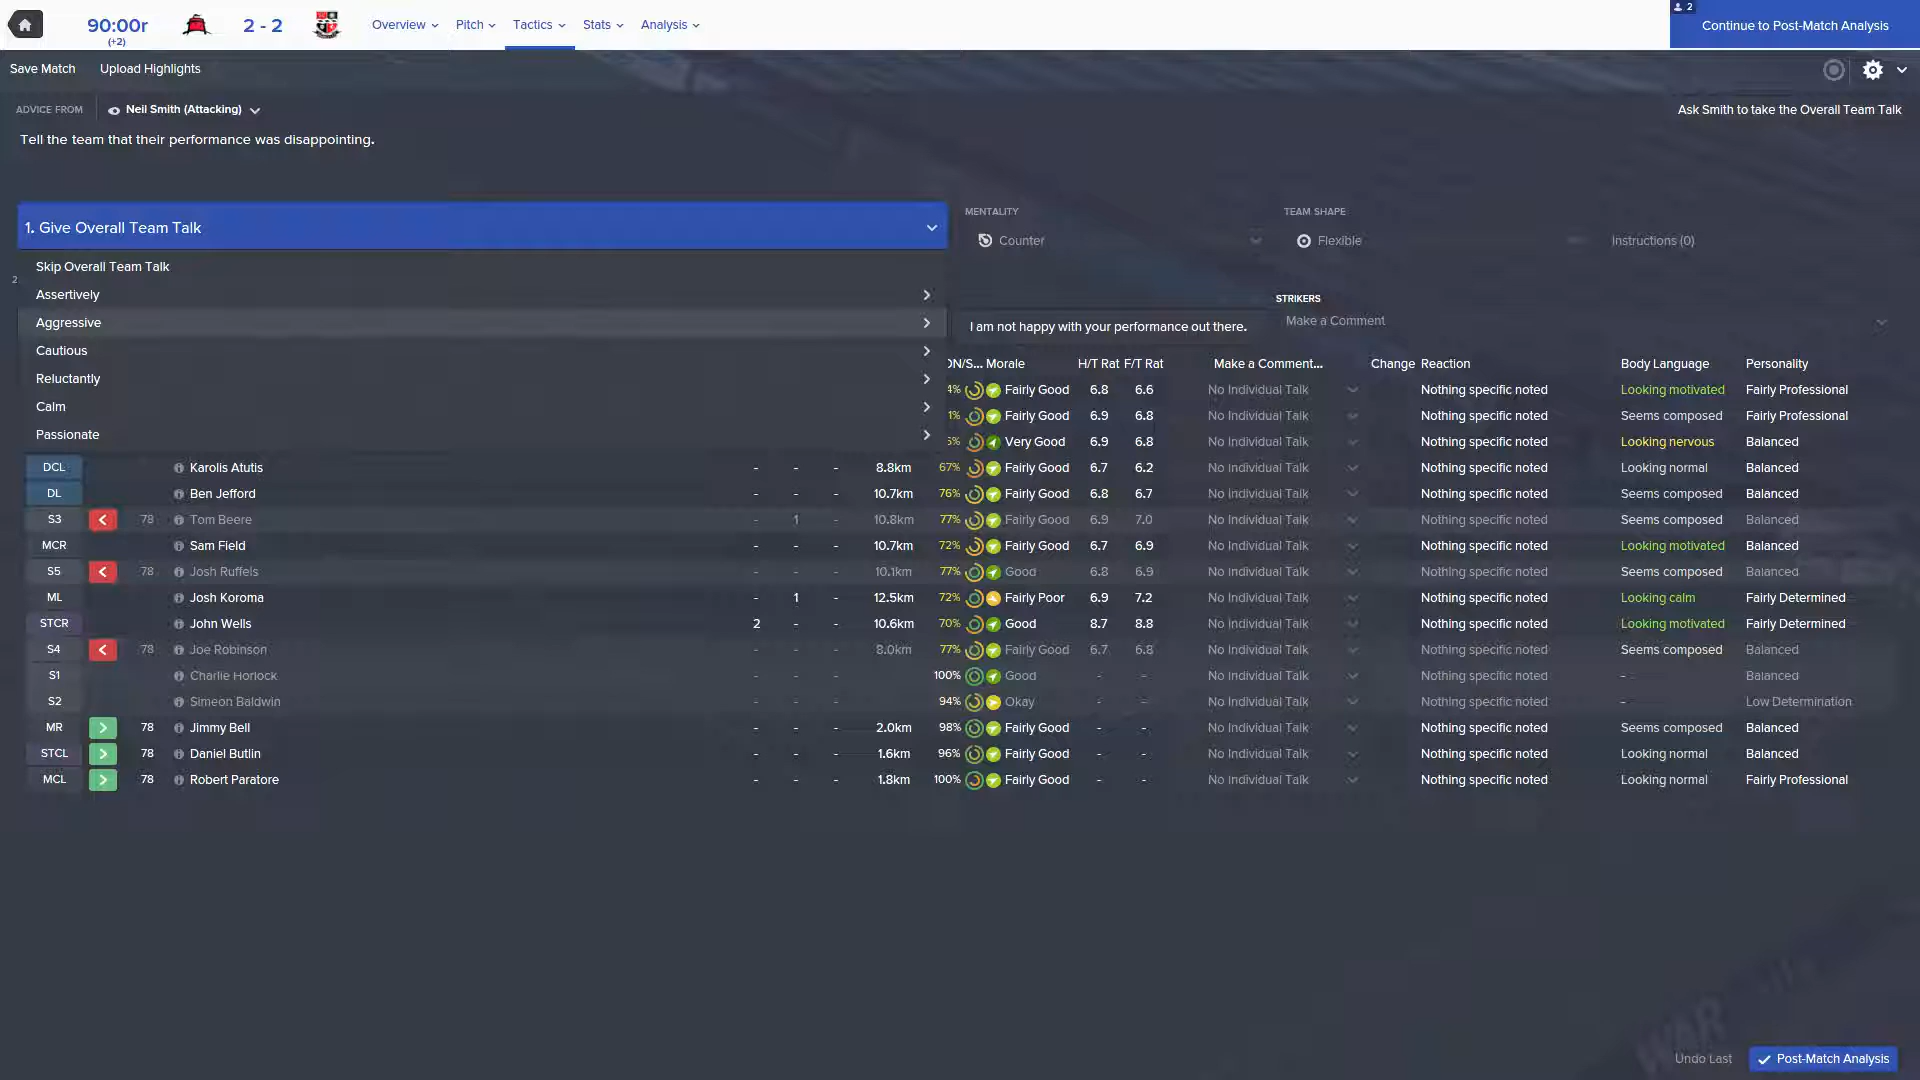 90:00r
(+2)
2 - 2
Overview Pitch Tactics Stats Analysis
2
Continue to Post-Match Analysis
Save Match Upload Highlights
ADVICE FROM Neil Smith (Attacking)
Ask Smith to take the Overall Team Talk
Tell the team that their performance was disappointing.
1. Give Overall Team Talk
MENTALITY TEAM SHAPE
Counter Flexible Instructions (0)
Skip Overall Team Talk
2
Assertively
STRIKERS
Aggressive
I am not happy with your performance out there.
Make a Comment
Cautious
Reluctantly
Calm
Passionate
ON/S... Morale H/T Rat F/T Rat Make a Comment... Change Reaction Body Language Personality
4% Fairly Good 6.8 6.6 No Individual Talk Nothing specific noted Looking motivated Fairly Professional
1% Fairly Good 6.9 6.8 No Individual Talk Nothing specific noted Seems composed Fairly Professional
Very Good 6.9 6.8 No Individual Talk Nothing specific noted Looking nervous Balanced
DCL Karolis Atutis - - - 8.8km 67% Fairly Good 6.7 6.2 No Individual Talk Nothing specific noted Looking normal Balanced
DL Ben Jefford - - - 10.7km 76% Fairly Good 6.8 6.7 No Individual Talk Nothing specific noted Seems composed Balanced
S3 78 Tom Beere - 1 - 10.8km 77% Fairly Good 6.9 7.0 No Individual Talk Nothing specific noted Seems composed Balanced
MCR Sam Field - - - 10.7km 72% Fairly Good 6.7 6.9 No Individual Talk Nothing specific noted Looking motivated Balanced
S5 78 Josh Ruffels - - - 10.1km 77% Good 6.8 6.9 No Individual Talk Nothing specific noted Seems composed Balanced
ML Josh Koroma - 1 - 12.5km 72% Fairly Poor 6.9 7.2 No Individual Talk Nothing specific noted Looking calm Fairly Determined
STCR John Wells 2 - - 10.6km 70% Good 8.7 8.8 No Individual Talk Nothing specific noted Looking motivated Fairly Determined
S4 78 Joe Robinson - - - 8.0km 77% Fairly Good 6.7 6.8 No Individual Talk Nothing specific noted Seems composed Balanced
S1 Charlie Horlock - - - 100% Good - - No Individual Talk Nothing specific noted - Balanced
S2 Simeon Baldwin - - - 94% Okay - - No Individual Talk Nothing specific noted - Low Determination
MR 78 Jimmy Bell - - - 2.0km 98% Fairly Good - - No Individual Talk Nothing specific noted Seems composed Balanced
STCL 78 Daniel Butlin - - - 1.6km 96% Fairly Good - - No Individual Talk Nothing specific noted Looking normal Balanced
MCL 78 Robert Paratore - - - 1.8km 100% Fairly Good - - No Individual Talk Nothing specific noted Looking normal Fairly Professional
WAR
Undo Last Post-Match Analysis